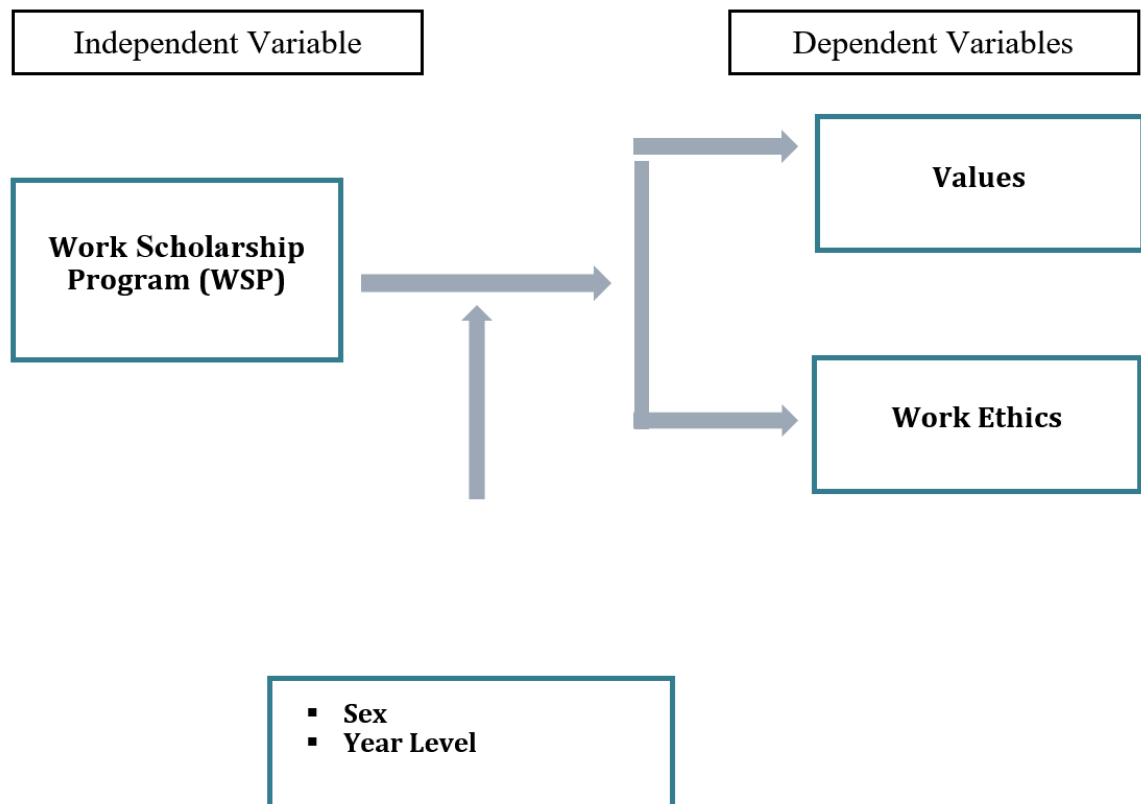 Independent Variable
Dependent Variables
Work Scholarship
Program (WSP)
Values
Work Ethics
▪ Sex
▪ Year Level